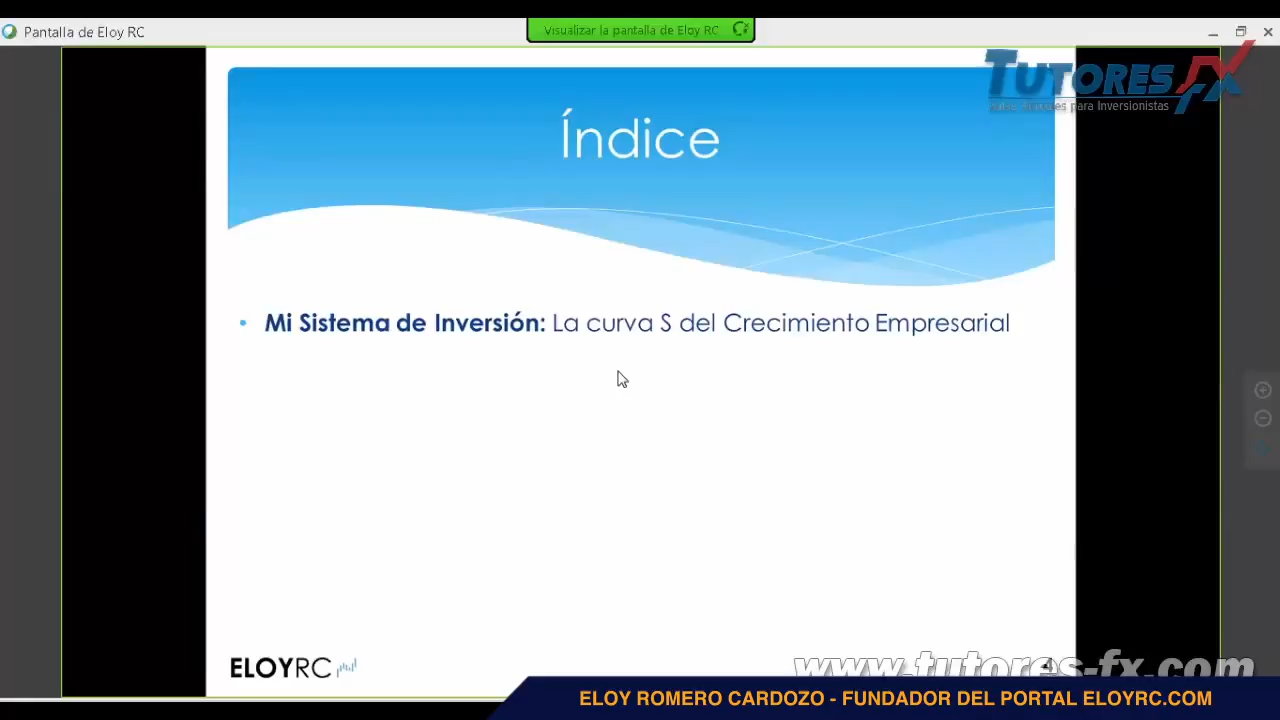 Pantalla de Eloy RC
Visualizar la pantalla de Eloy RC
TUTORES FX
para Inversionistas
Índice
• Mi Sistema de Inversión: La curva S del Crecimiento Empresarial
ELOYRC
www.tutores-fx.com
ELOY ROMERO CARDOZO - FUNDADOR DEL PORTAL ELOYRC.COM